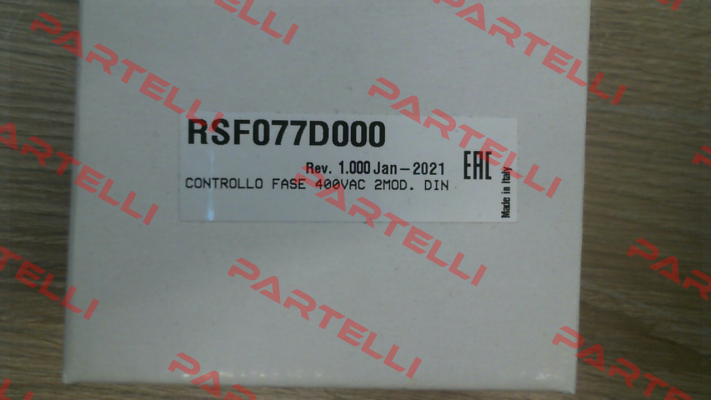 RSF077D000
Rev. 1.000 Jan-2021
EAC
CONTROLLO FASE 400VAC 2MOD. DIN
Made in Italy
PARTELLI
PARTELLI
PARTELLI
PARTELLI
PARTELLI
PARTELLI
PARTELLI
PARTELLI
PARTELLI